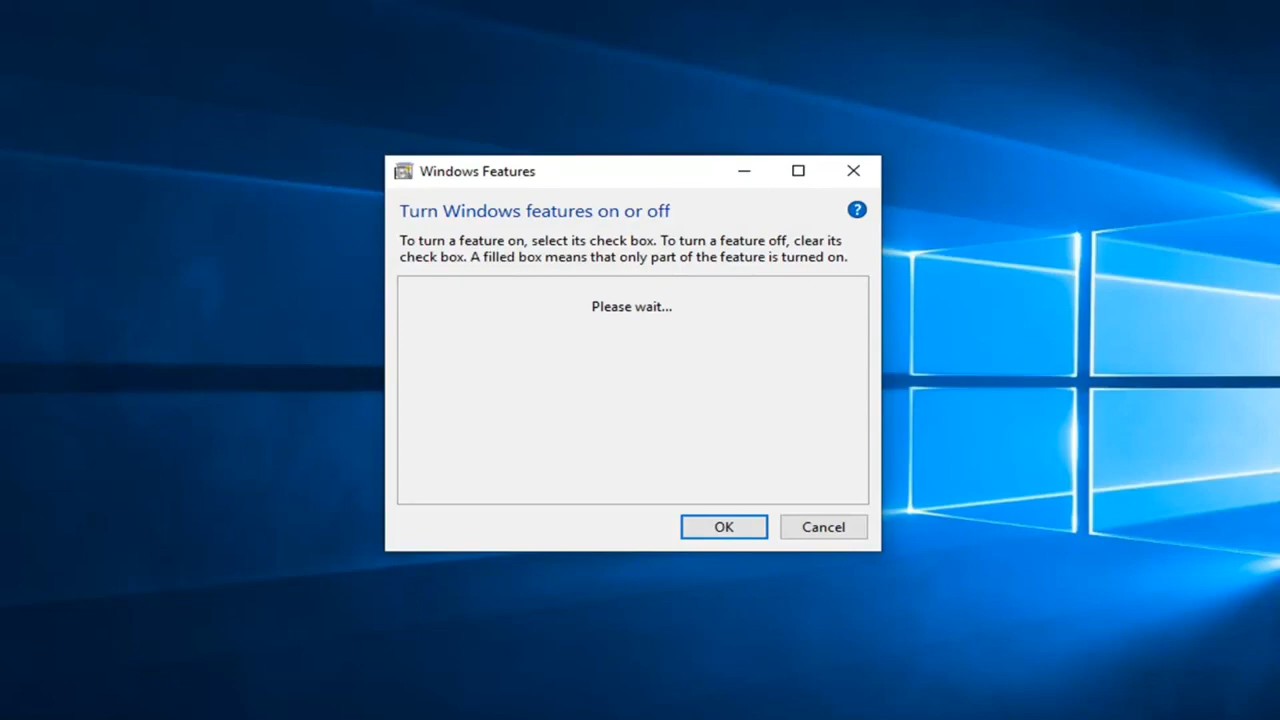 Windows Features
Turn Windows features on or off
?
To turn a feature on, select its check box. To turn a feature off, clear its
check box. A filled box means that only part of the feature is turned on.
Please wait...
OK
Cancel